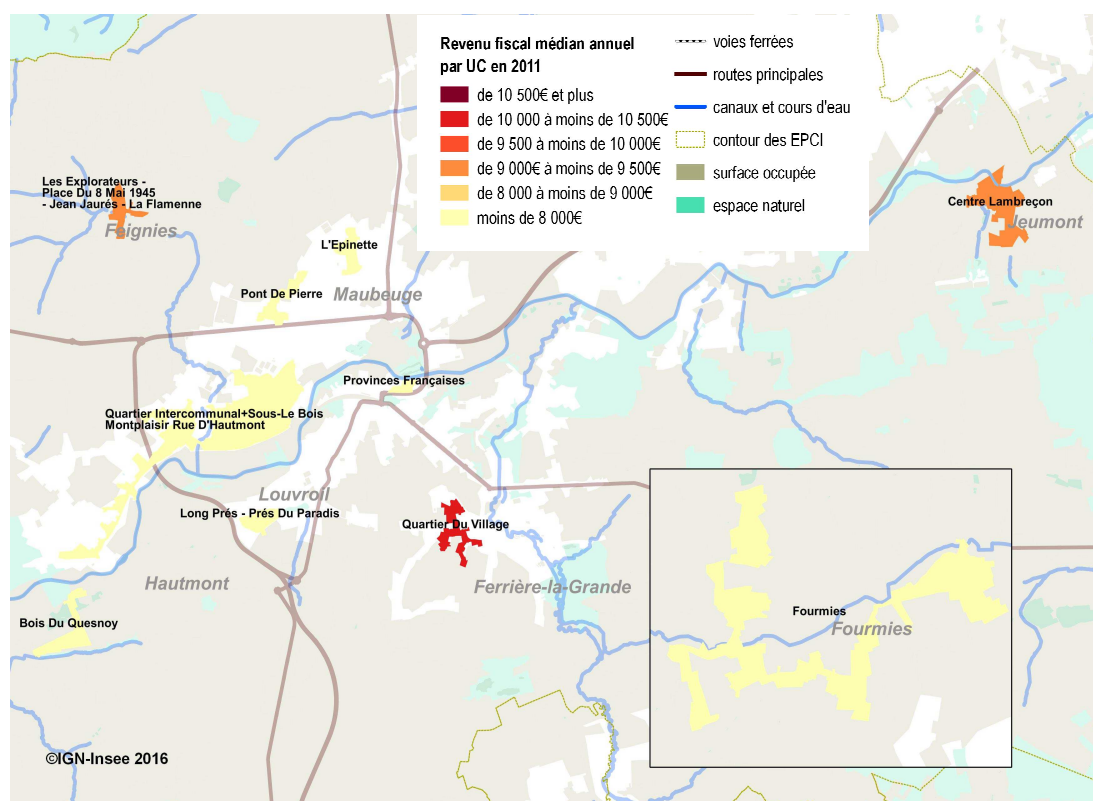 Revenu fiscal médian annuel
par UC en 2011
de 10 500€ et plus
de 10 000 à moins de 10 500€
de 9 500 à moins de 10 000€
de 9 000€ à moins de 9 500€
de 8 000 à moins de 9 000€
moins de 8 000€
voies ferrées
routes principales
canaux et cours d'eau
contour des EPCI
surface occupée
espace naturel
Les Explorateurs -
Place Du 8 Mai 1945
- Jean Jaurés - La Flamenne
Feignies
Centre Lambreçon
Jeumont
L'Epinette
Pont De Pierre
Maubeuge
Provinces Françaises
Quartier Intercommunal+Sous-Le Bois
Montplaisir Rue D'Hautmont
Louvroil
Long Prés - Prés Du Paradis
Quartier Du Village
Hautmont
Ferrière-la-Grande
Bois Du Quesnoy
Fourmies
Fourmies
©IGN-Insee 2016